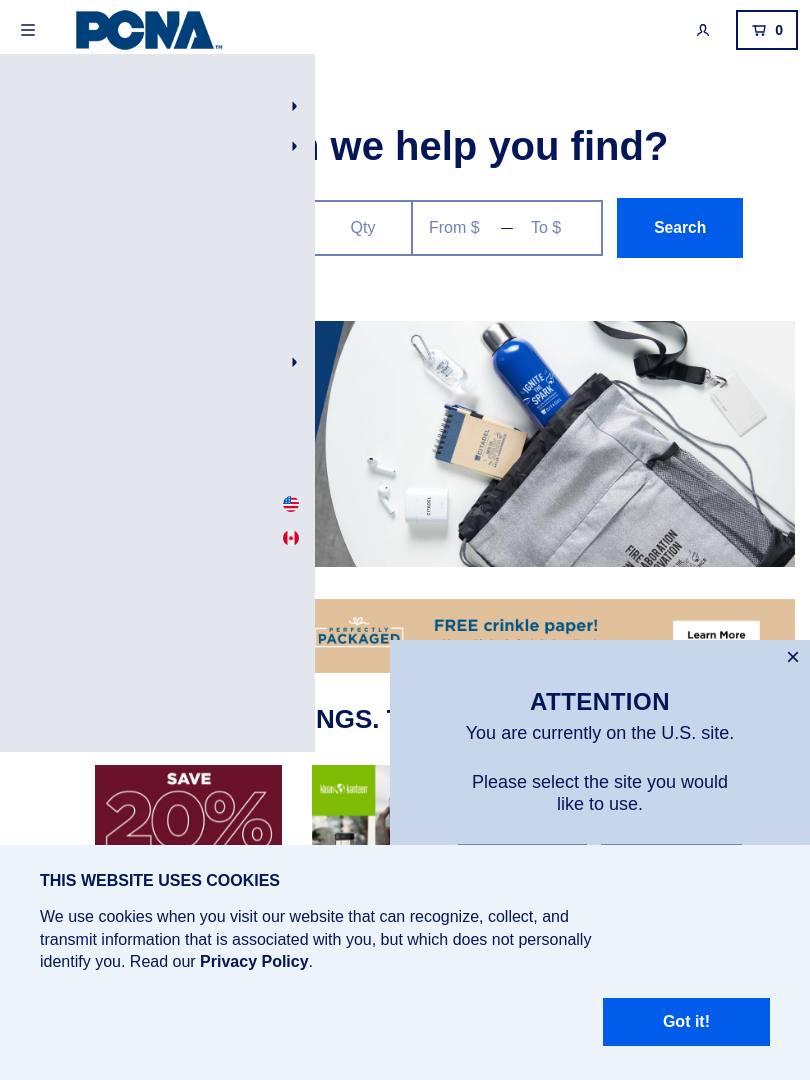 PCNA™
0
we help you find?
Qty
From $ — To $
Search
IGNITE
THE
SPARK
CITADEL
CITADEL
PERFECTLY
PACKAGED
FREE crinkle paper!
Learn More
NGS.
ATTENTION
You are currently on the U.S. site.
Please select the site you would
like to use.
SAVE
20%
klean kanteen
THIS WEBSITE USES COOKIES
We use cookies when you visit our website that can recognize, collect, and
transmit information that is associated with you, but which does not personally
identify you. Read our Privacy Policy.
Got it!